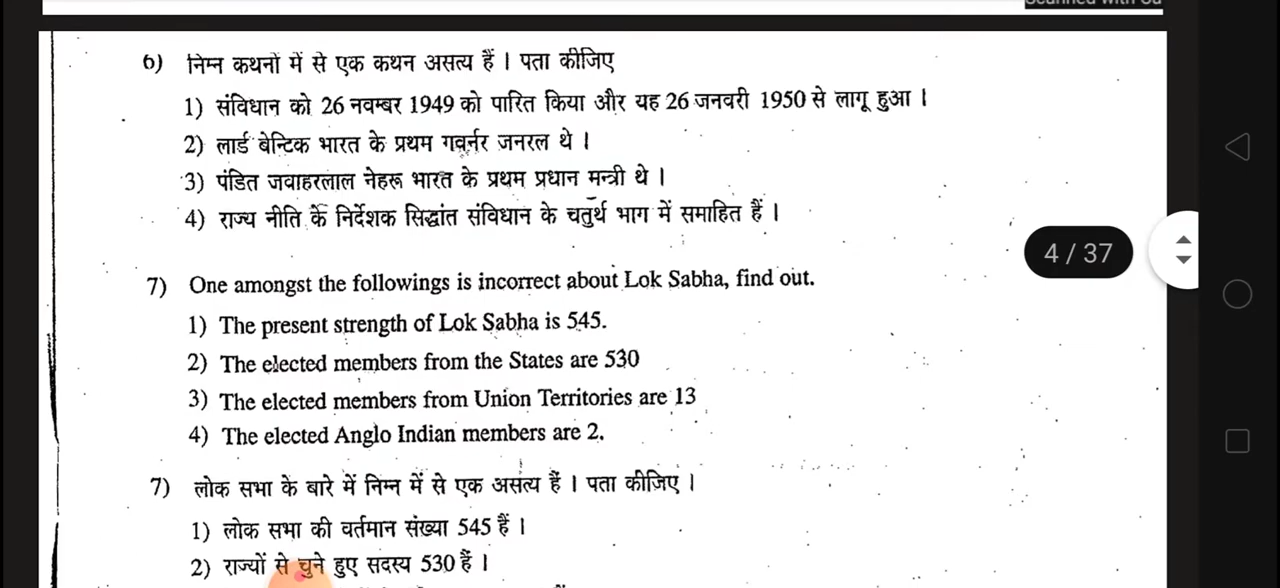 6) निम्न कथनों में से एक कथन असत्य हैं । पता कीजिए
1) संविधान को 26 नवम्बर 1949 को पारित किया और यह 26 जनवरी 1950 से लागू हुआ ।
2) लार्ड बेन्टिक भारत के प्रथम गवर्नर जनरल थे ।
3) पंडित जवाहरलाल नेहरू भारत के प्रथम प्रधान मन्त्री थे ।
4) राज्य नीति के निर्देशक सिद्धांत संविधान के चतुर्थ भाग में समाहित हैं ।
4 / 37
7) One amongst the followings is incorrect about Lok Sabha, find out.
1) The present strength of Lok Sabha is 545.
2) The elected members from the States are 530
3) The elected members from Union Territories are 13
4) The elected Anglo Indian members are 2.
7) लोक सभा के बारे में निम्न में से एक असत्य हैं । पता कीजिए ।
1) लोक सभा की वर्तमान संख्या 545 हैं ।
2) राज्यों से चुने हुए सदस्य 530 हैं ।